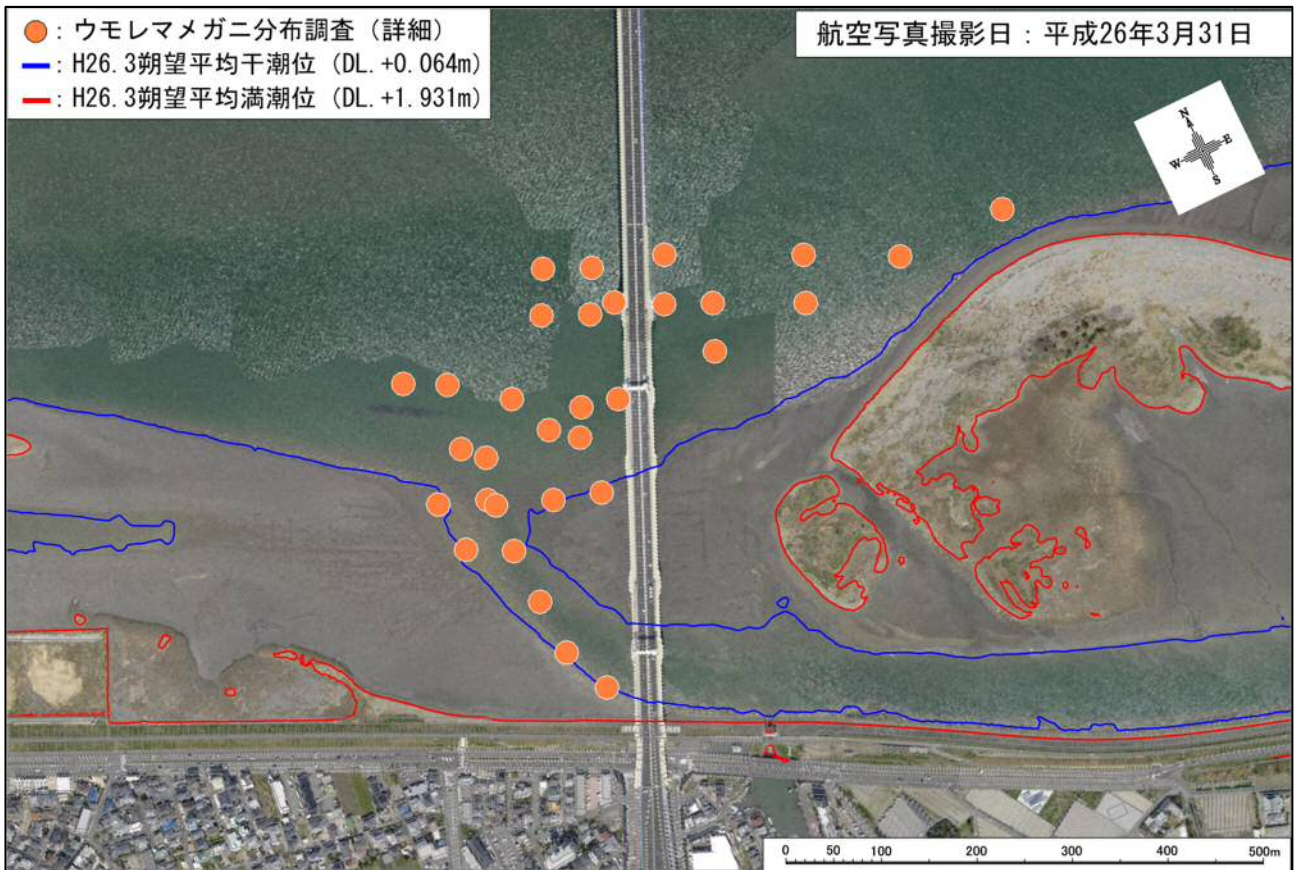 ：ウモレマメガニ分布調査（詳細）
：H26.3朔望平均干潮位（DL.+0.064m）
：H26.3朔望平均満潮位（DL.+1.931m）
航空写真撮影日：平成26年3月31日
N
W E
S
0 50 100 200 300 400 500m